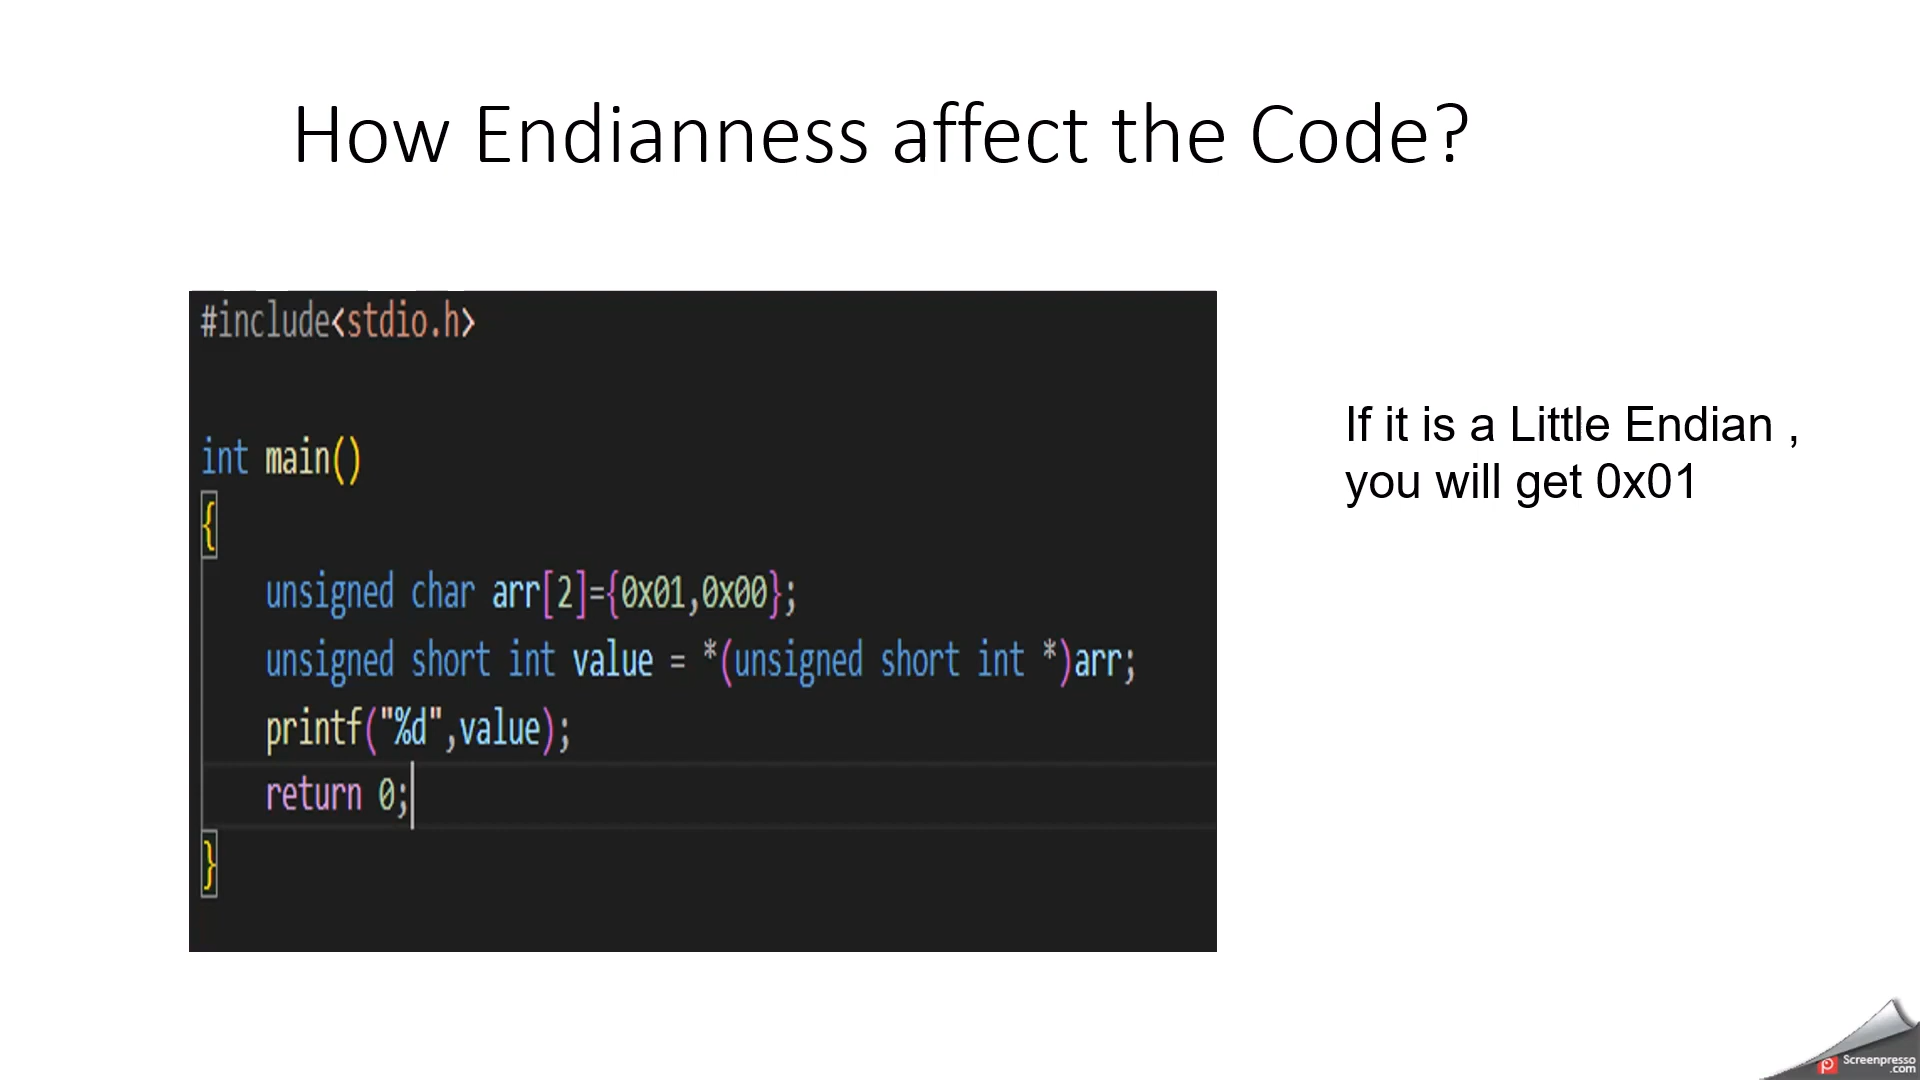 How Endianness affect the Code?
#include<stdio.h>
int main()
{
unsigned char arr[2]={0x01,0x00};
unsigned short int value = *(unsigned short int *)arr;
printf("%d",value);
return 0;
}
If it is a Little Endian ,
you will get 0x01
Screenpresso
.com